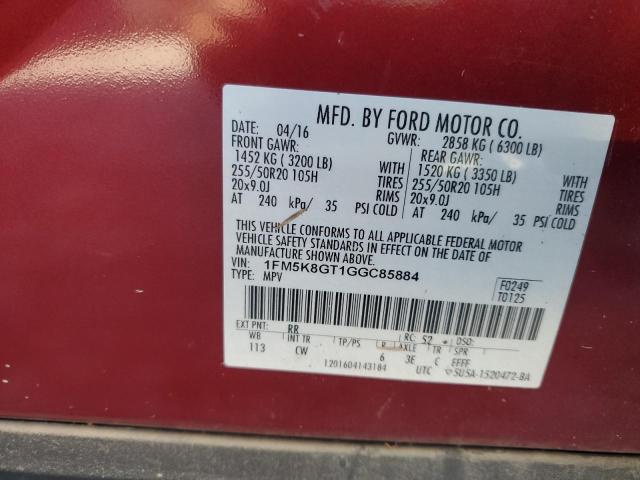 MFD. BY FORD MOTOR CO.
DATE: 04/16 GVWR: 2858 KG ( 6300 LB)
FRONT GAWR: REAR GAWR:
1452 KG ( 3200 LB) WITH 1520 KG ( 3350 LB) WITH
255/50R20 105H TIRES 255/50R20 105H TIRES
20x9.0J RIMS 20x9.0J RIMS
AT 240 kPa/ 35 PSI COLD AT 240 kPa/ 35 PSI COLD
THIS VEHICLE CONFORMS TO ALL APPLICABLE FEDERAL MOTOR
VEHICLE SAFETY STANDARDS IN EFFECT ON THE DATE OF
MANUFACTURE SHOWN ABOVE.
VIN: 1FM5K8GT1GGC85884 F0249
TYPE: MPV T0125
EXT PNT: RR RC: 52 DSO:
WB INT TR TP/PS R AXLE TR SPR
113 CW 6 3E C FFFF
1201604143184 UTC 5U5A-1520472-BA